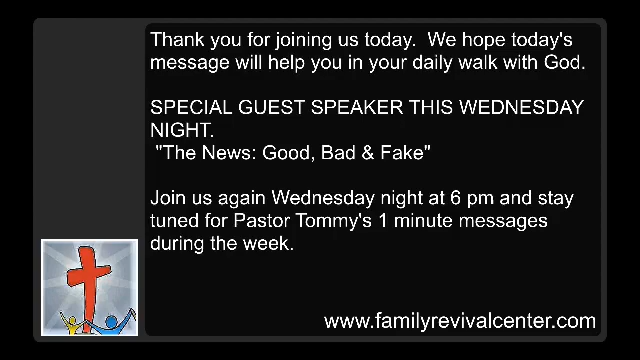 Thank you for joining us today.  We hope today's
message will help you in your daily walk with God.
SPECIAL GUEST SPEAKER THIS WEDNESDAY
NIGHT.
"The News: Good, Bad & Fake"
Join us again Wednesday night at 6 pm and stay
tuned for Pastor Tommy's 1 minute messages
during the week.
www.familyrevivalcenter.com